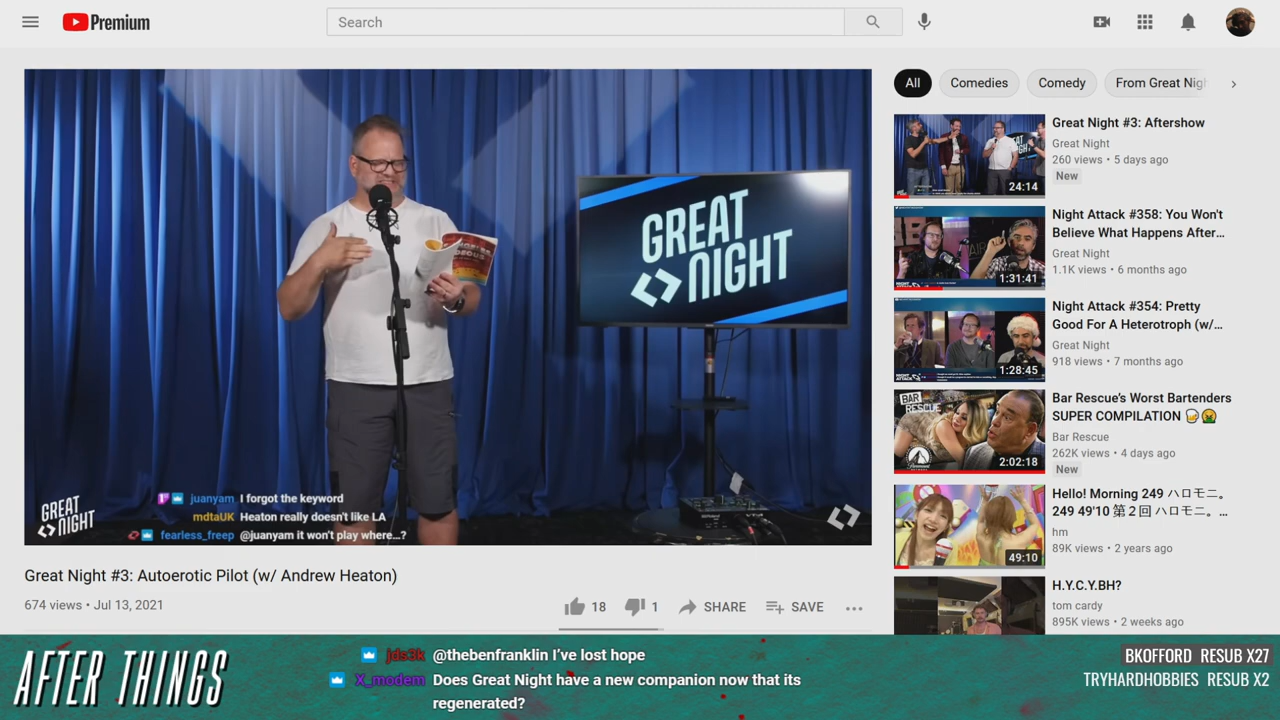 Premium
Search
All
Comedies
Comedy
From Great Nigh
GREAT
NIGHT
GREAT
NIGHT
juanyam I forgot the keyword
mdtaUK Heaton really doesn't like LA
fearless_freep @juanyam it won't play where...?
Great Night #3: Autoerotic Pilot (w/ Andrew Heaton)
674 views • Jul 13, 2021
18
1
SHARE
SAVE
24:14
Great Night #3: Aftershow
Great Night
260 views • 5 days ago
New
1:31:41
Night Attack #358: You Won't
Believe What Happens After...
Great Night
1.1K views • 6 months ago
NIGHT
ATTACK
1:28:45
Night Attack #354: Pretty
Good For A Heterotroph (w/...
Great Night
918 views • 7 months ago
BAR
RESCUE
Paramount
2:02:18
Bar Rescue's Worst Bartenders
SUPER COMPILATION 🍺🤮
Bar Rescue
262K views • 4 days ago
New
49:10
Hello! Morning 249 ハロモニ。
249 49'10 第２回 ハロモニ。...
hm
89K views • 2 years ago
H.Y.C.Y.BH?
tom cardy
895K views • 2 weeks ago
AFTER THINGS
jds3k @thebenfranklin I've lost hope
X_modem Does Great Night have a new companion now that its
regenerated?
BKOFFORD RESUB X27
TRYHARDHOBBIES RESUB X2